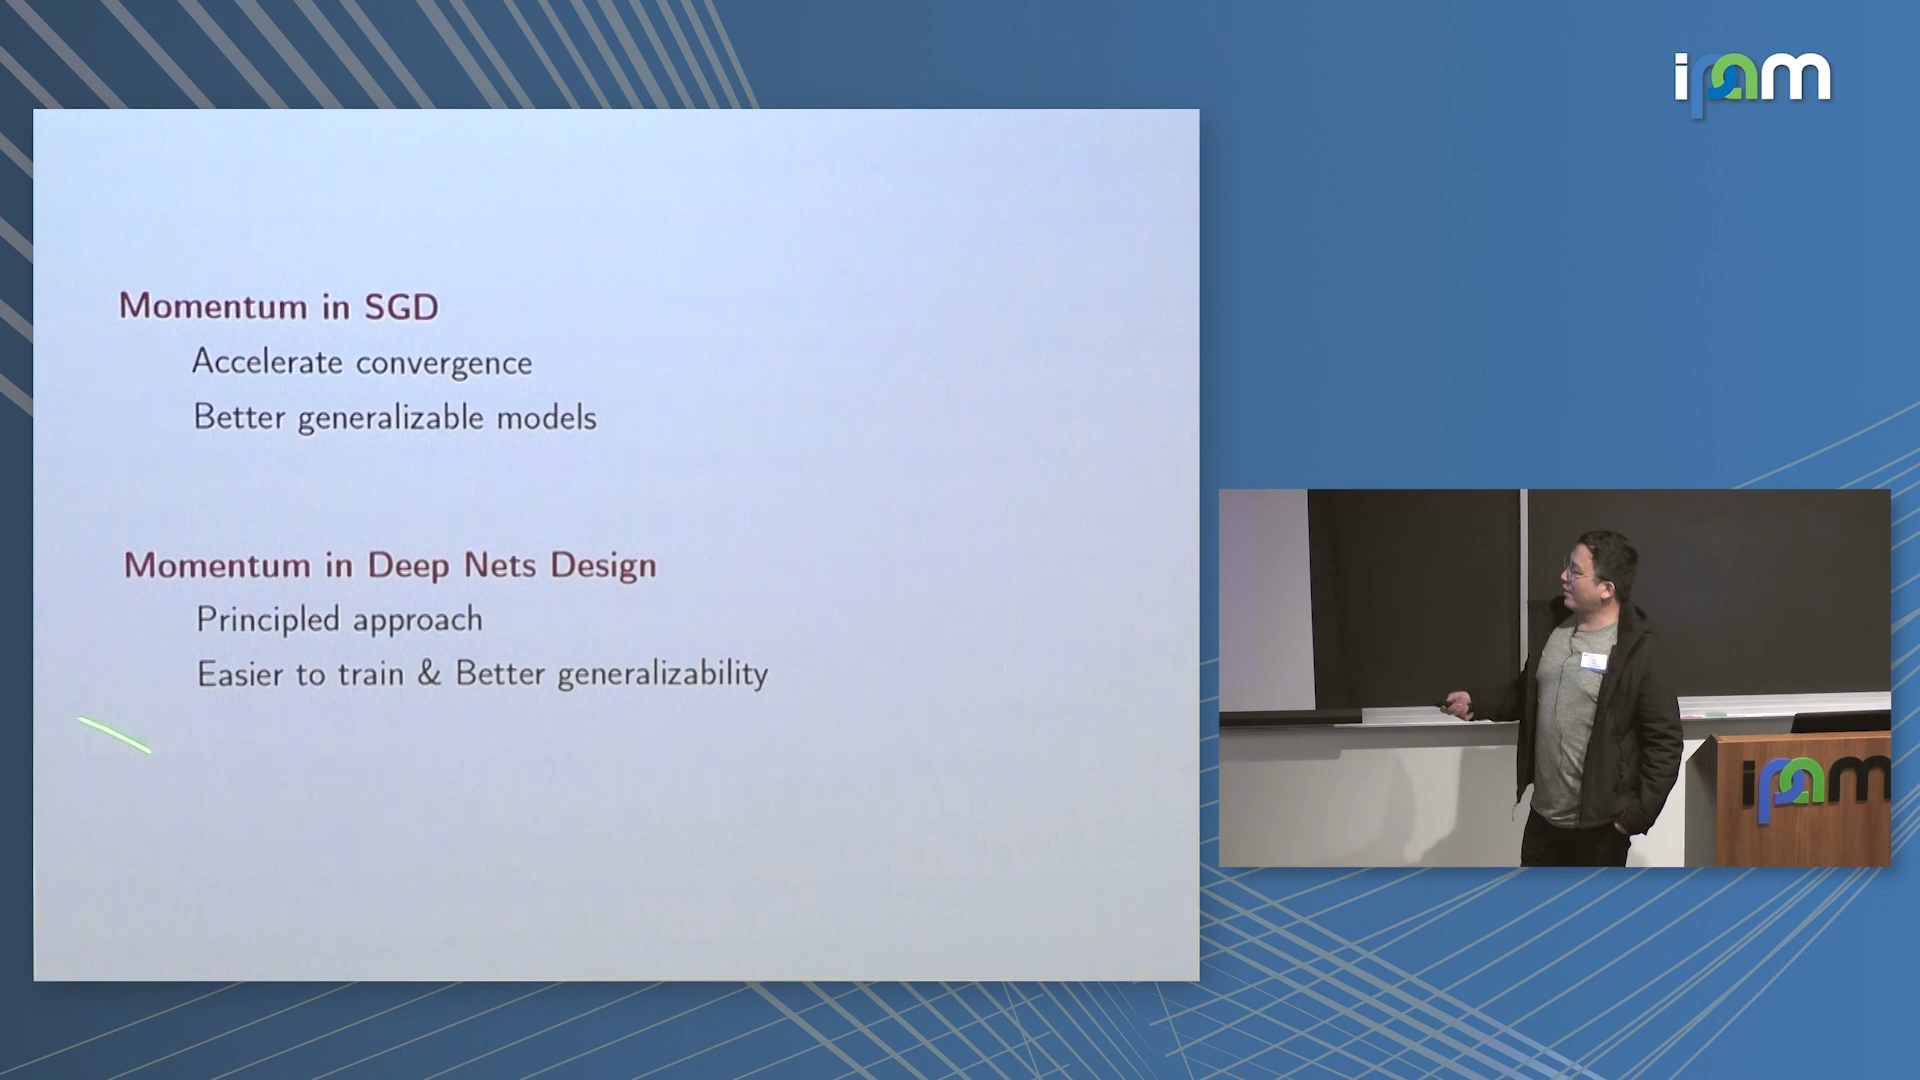 ipam
Momentum in SGD
Accelerate convergence
Better generalizable models
Momentum in Deep Nets Design
Principled approach
Easier to train & Better generalizability
ipam